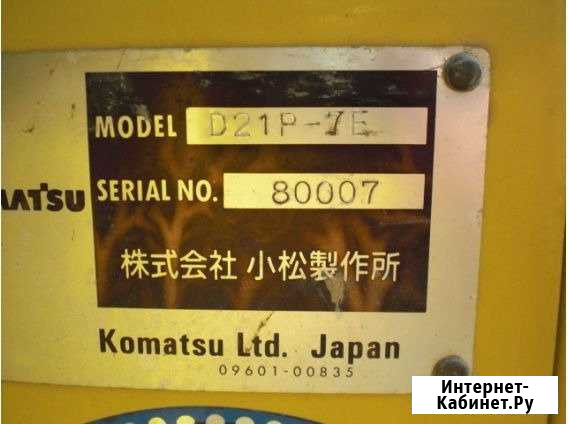 MODEL D21P-7E
MATSU
SERIAL NO. 80007
株式会社 小松製作所
Komatsu Ltd. Japan
09601-00835
Интернет-
Кабинет.Ру